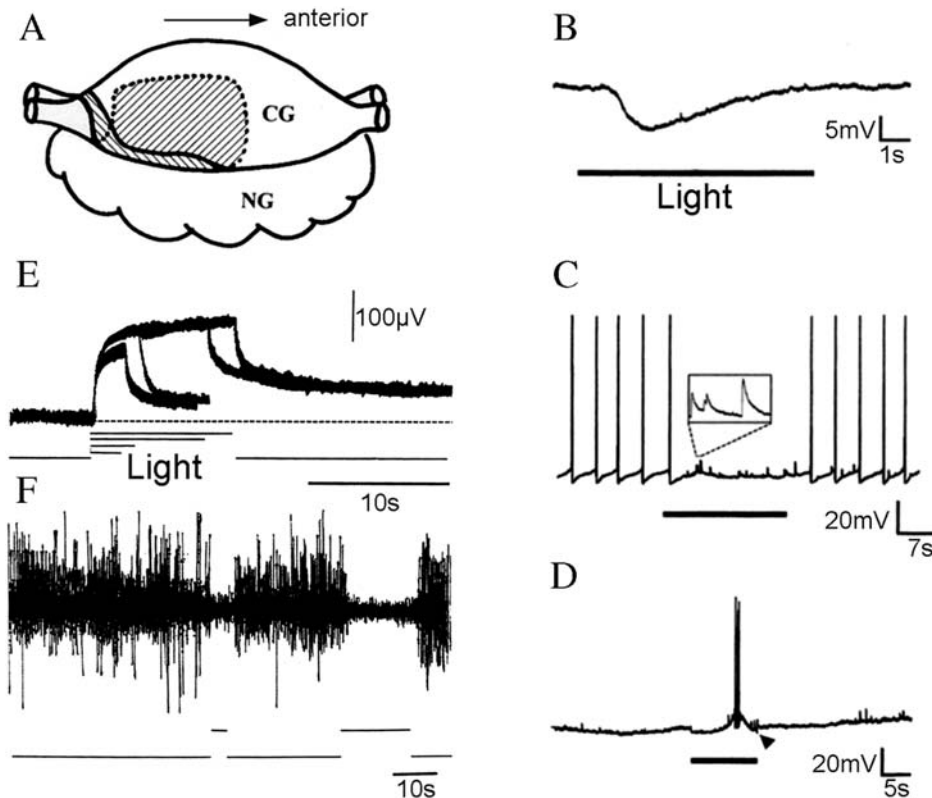 A
anterior
CG
NG
B
5mV
1s
Light
E
100μV
Light
10s
C
20mV
7s
F
10s
D
20mV
5s